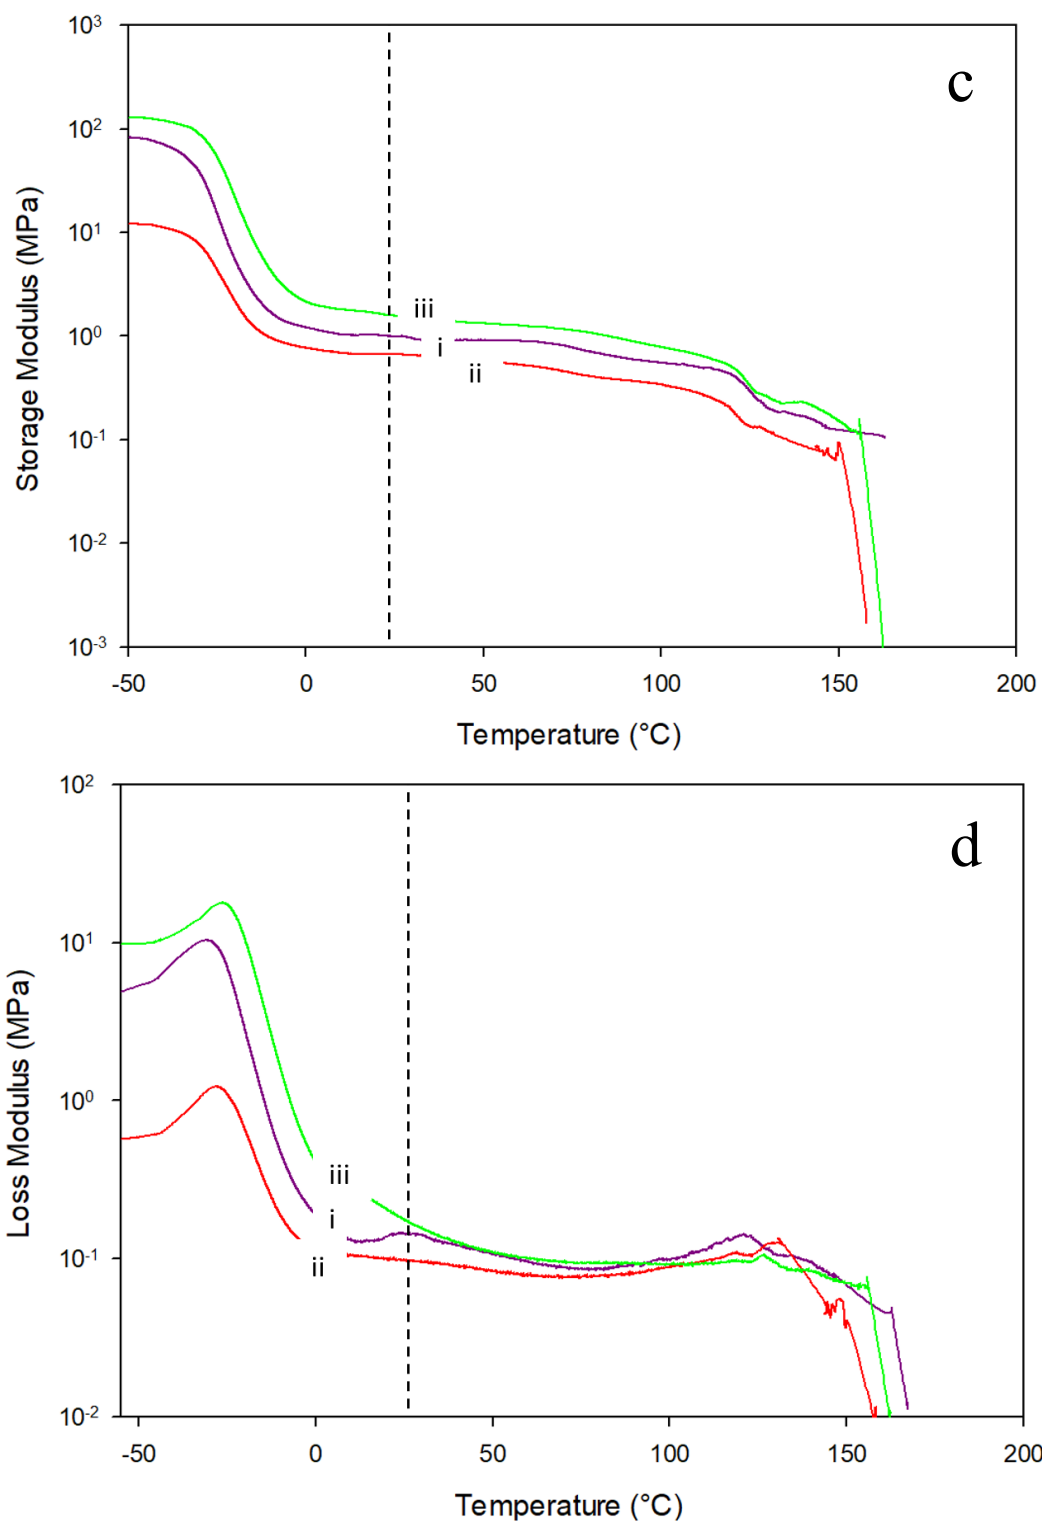 10³
c
10²
10¹
iii
10⁰
i
ii
10⁻¹
10⁻²
10⁻³
Storage Modulus (MPa)
-50 0 50 100 150 200
Temperature (°C)
10²
d
10¹
10⁰
iii
i
10⁻¹
ii
10⁻²
Loss Modulus (MPa)
-50 0 50 100 150 200
Temperature (°C)